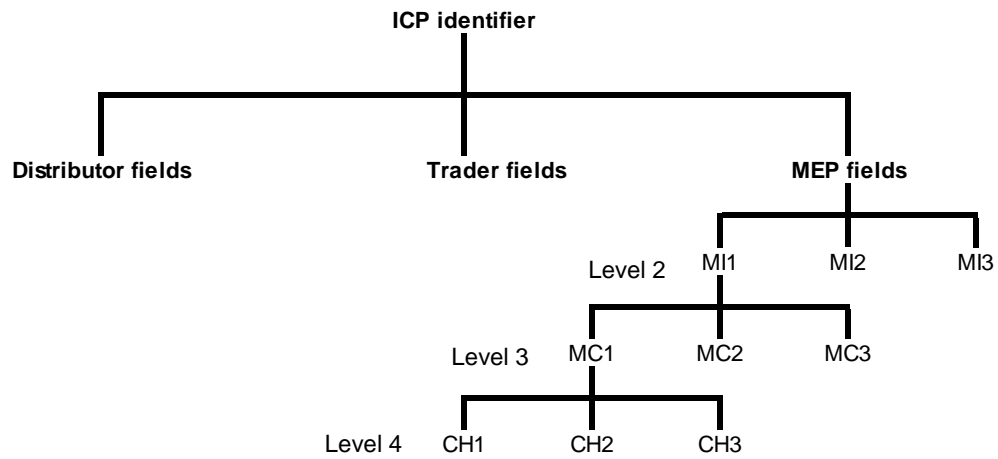 ICP identifier
Distributor fields Trader fields MEP fields
Level 2 MI1 MI2 MI3
Level 3 MC1 MC2 MC3
Level 4 CH1 CH2 CH3